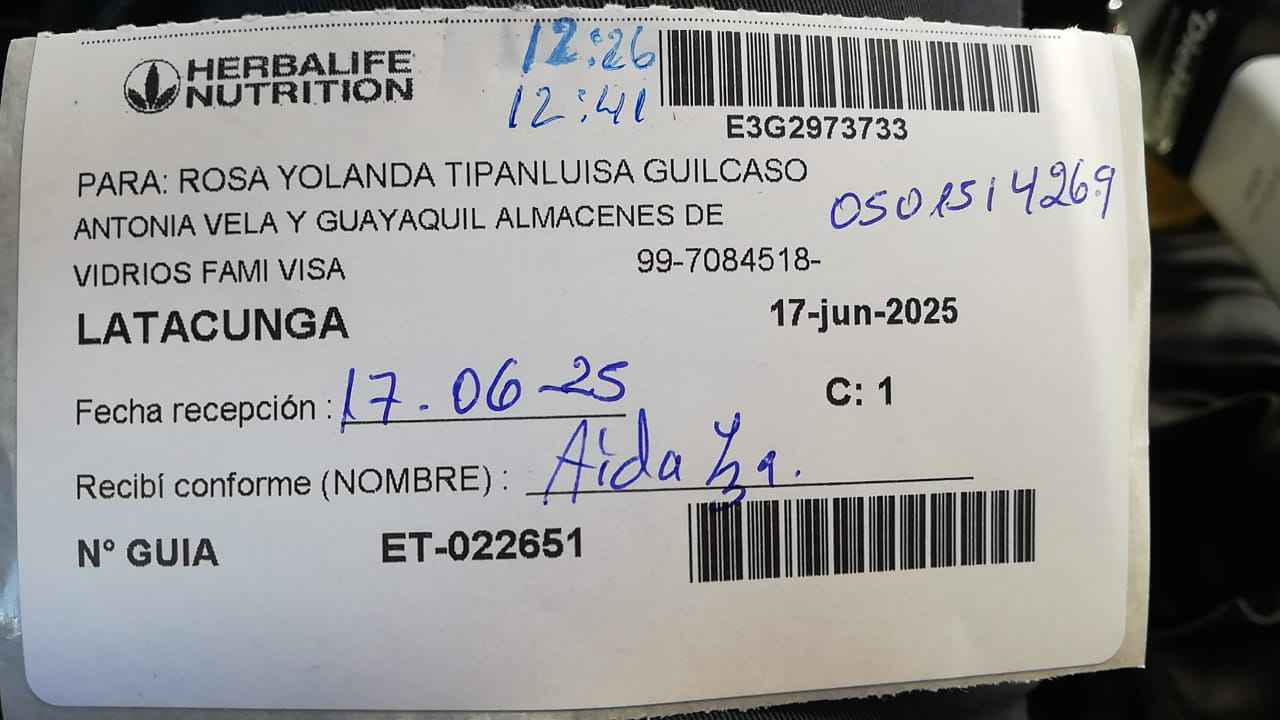 HERBALIFE
NUTRITION
12:26
12:41
E3G2973733
PARA: ROSA YOLANDA TIPANLUISA GUILCASO
ANTONIA VELA Y GUAYAQUIL ALMACENES DE
0501514269
VIDRIOS FAMI VISA 99-7084518-
LATACUNGA 17-jun-2025
Fecha recepción : 17.06-25
C: 1
Recibí conforme (NOMBRE) : Aida
N° GUIA ET-022651